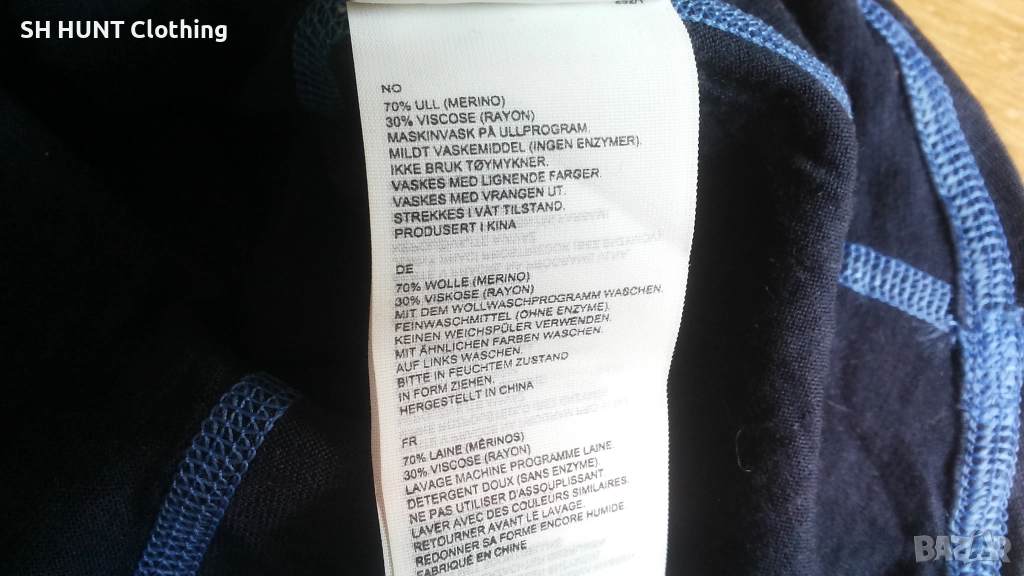 SH HUNT Clothing
NO
70% ULL (MERINO)
30% VISCOSE (RAYON)
MASKINVASK PÅ ULLPROGRAM.
MILDT VASKEMIDDEL (INGEN ENZYMER).
IKKE BRUK TØYMYKNER.
VASKES MED LIGNENDE FARGER.
VASKES MED VRANGEN UT.
STREKKES I VÅT TILSTAND.
PRODUSERT I KINA
DE
70% WOLLE (MERINO)
30% VISKOSE (RAYON)
MIT DEM WOLLWASCHPROGRAMM WASCHEN.
FEINWASCHMITTEL (OHNE ENZYME).
KEINEN WEICHSPÜLER VERWENDEN.
MIT ÄHNLICHEN FARBEN WASCHEN.
AUF LINKS WASCHEN.
BITTE IN FEUCHTEM ZUSTAND
IN FORM ZIEHEN.
HERGESTELLT IN CHINA
FR
70% LAINE (MÉRINOS)
30% VISCOSE (RAYON)
LAVAGE MACHINE PROGRAMME LAINE.
DETERGENT DOUX (SANS ENZYME).
NE PAS UTILISER D'ASSOUPLISSANT
LAVER AVEC DES COULEURS SIMILAIRES.
RETOURNER AVANT LE LAVAGE.
REDONNER SA FORME ENCORE HUMIDE.
FABRIQUÉ EN CHINE
BAZAR